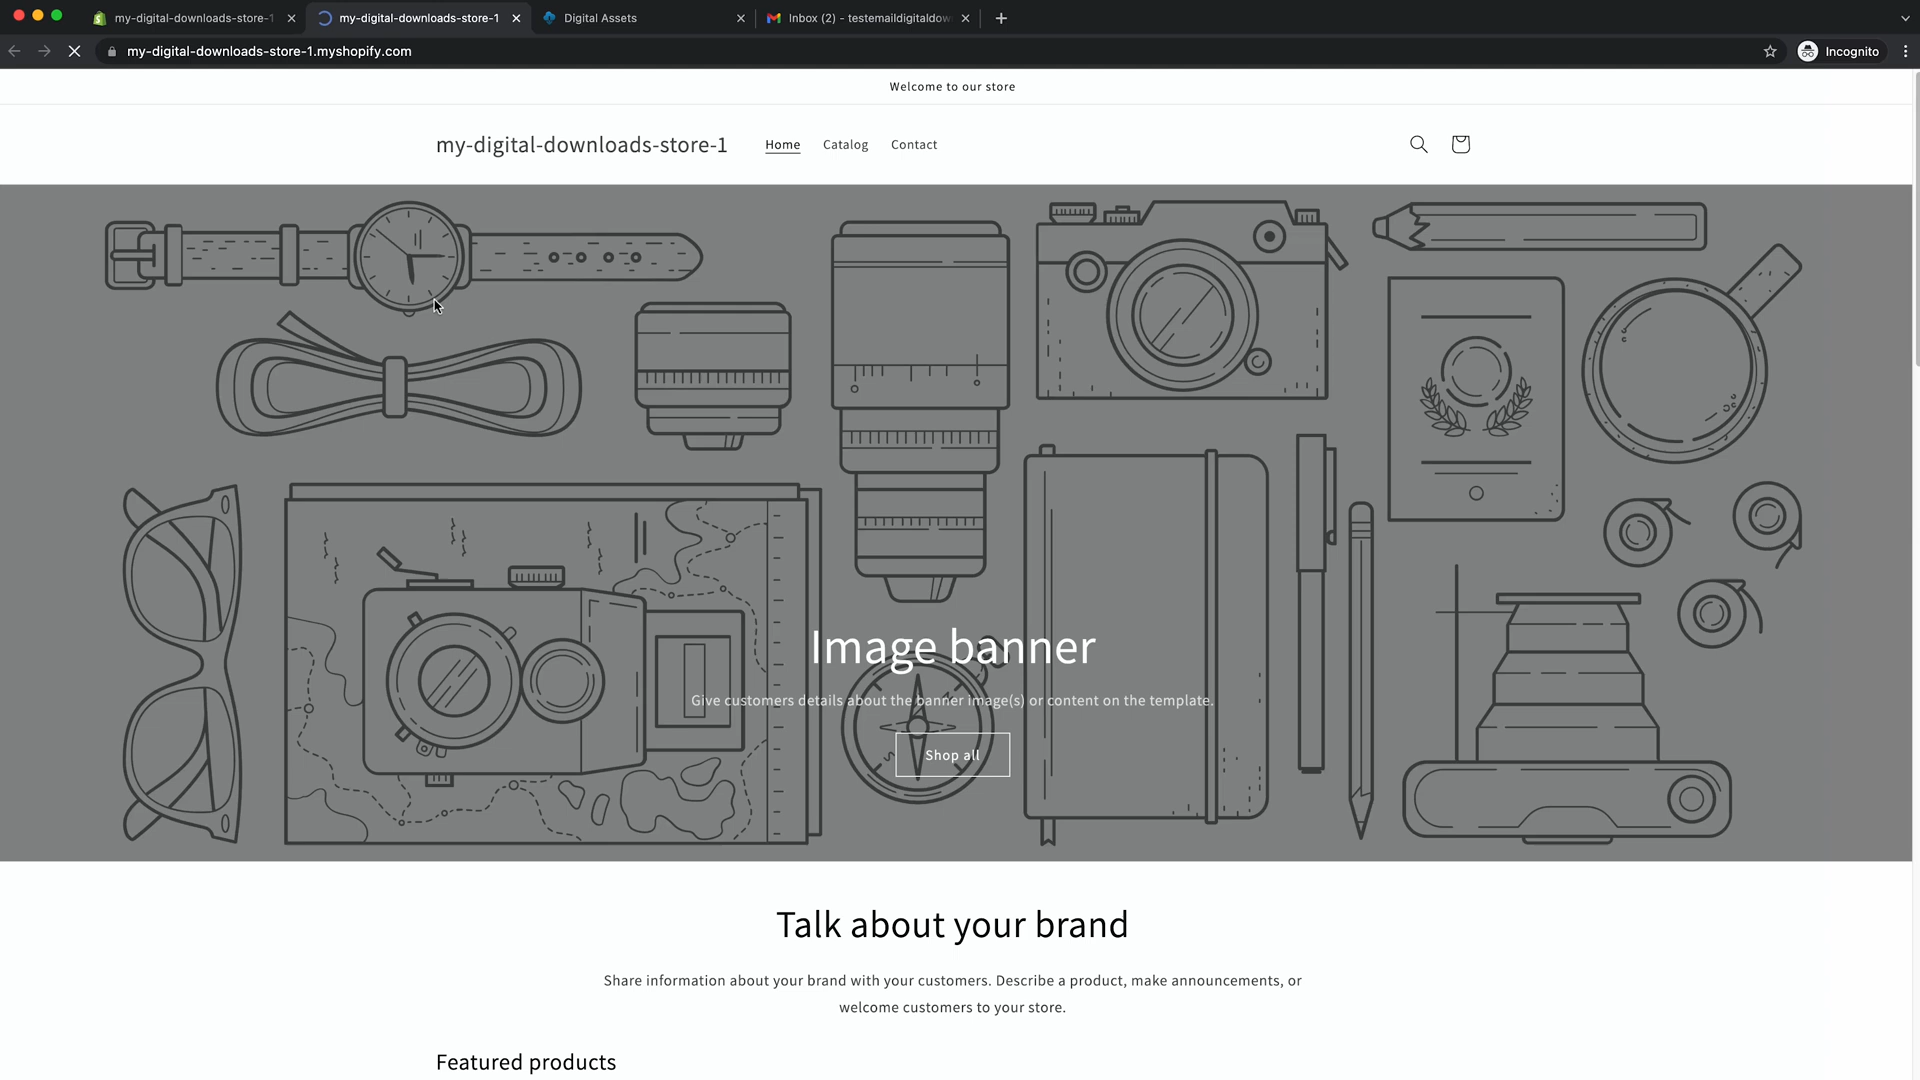 my-digital-downloads-store-1
my-digital-downloads-store-1
Digital Assets
Inbox (2) - testemaildigitaldow
my-digital-downloads-store-1.myshopify.com
Incognito
Welcome to our store
my-digital-downloads-store-1
Home
Catalog
Contact
Image banner
Give customers details about the banner image(s) or content on the template.
Shop all
Talk about your brand
Share information about your brand with your customers. Describe a product, make announcements, or
welcome customers to your store.
Featured products